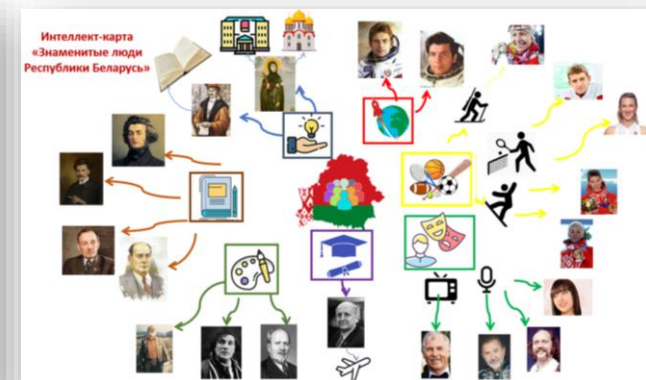 Интеллект-карта
«Знаменитые люди
Республики Беларусь»